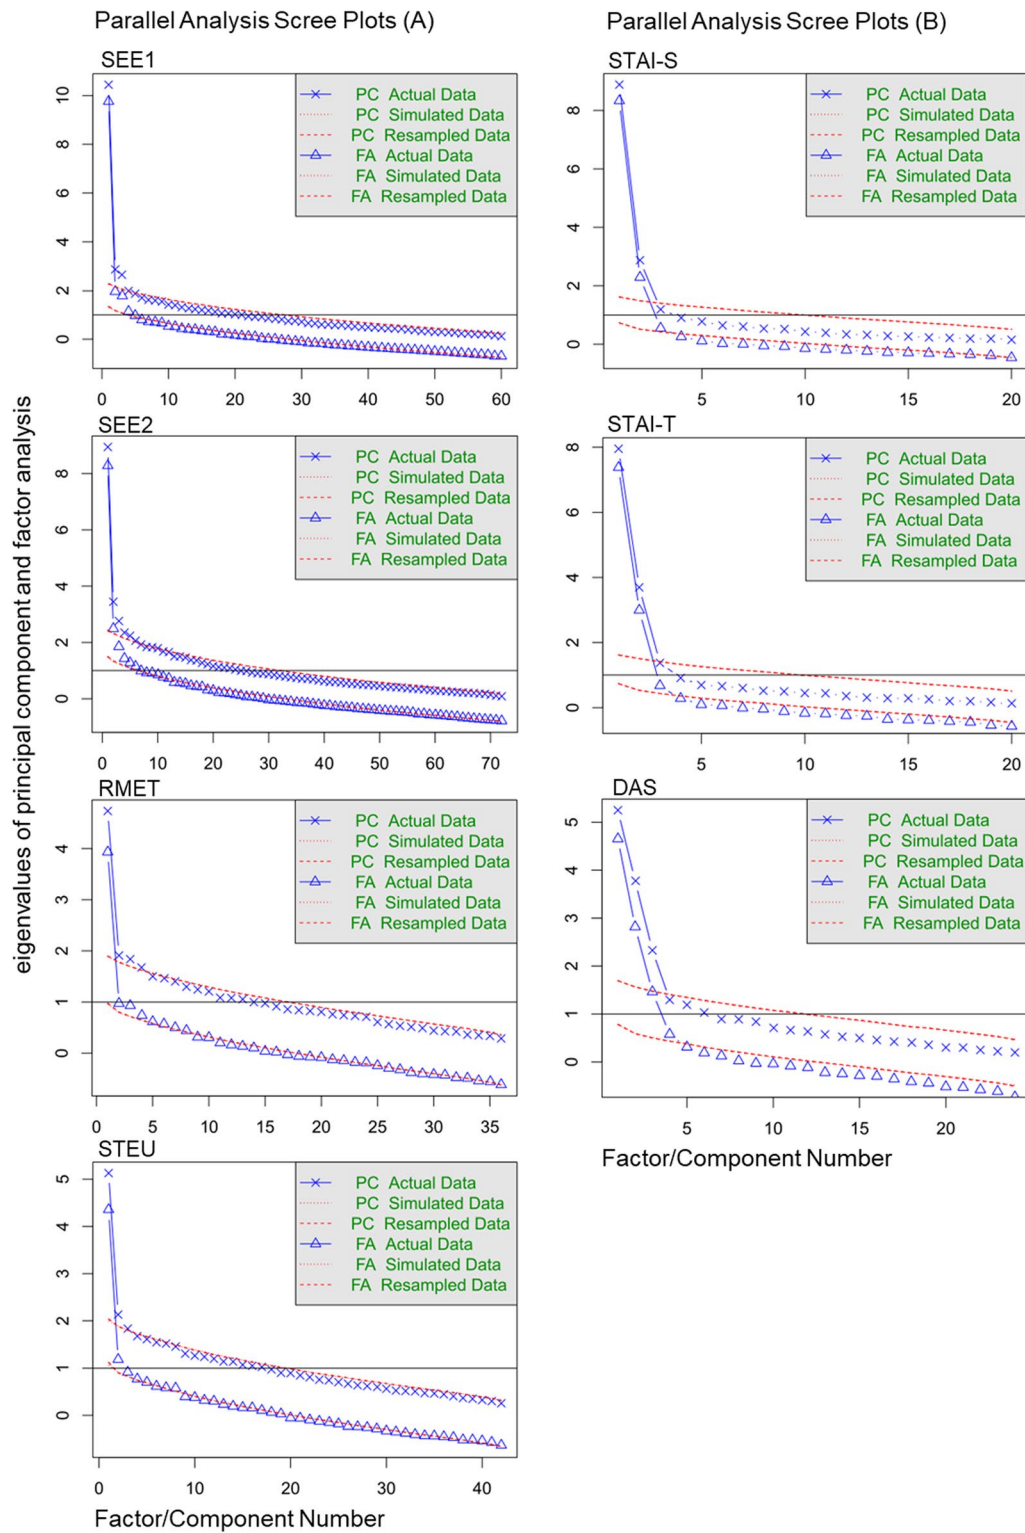 Parallel Analysis Scree Plots (A)
SEE1
PC Actual Data
PC Simulated Data
PC Resampled Data
FA Actual Data
FA Simulated Data
FA Resampled Data
10
8
6
4
2
0
0 10 20 30 40 50 60
SEE2
PC Actual Data
PC Simulated Data
PC Resampled Data
FA Actual Data
FA Simulated Data
FA Resampled Data
8
6
4
2
0
0 10 20 30 40 50 60 70
RMET
PC Actual Data
PC Simulated Data
PC Resampled Data
FA Actual Data
FA Simulated Data
FA Resampled Data
4
3
2
1
0
0 5 10 15 20 25 30 35
STEU
PC Actual Data
PC Simulated Data
PC Resampled Data
FA Actual Data
FA Simulated Data
FA Resampled Data
5
4
3
2
1
0
0 10 20 30 40
Factor/Component Number
eigenvalues of principal component and factor analysis
Parallel Analysis Scree Plots (B)
STAI-S
PC Actual Data
PC Simulated Data
PC Resampled Data
FA Actual Data
FA Simulated Data
FA Resampled Data
8
6
4
2
0
5 10 15 20
STAI-T
PC Actual Data
PC Simulated Data
PC Resampled Data
FA Actual Data
FA Simulated Data
FA Resampled Data
8
6
4
2
0
5 10 15 20
DAS
PC Actual Data
PC Simulated Data
PC Resampled Data
FA Actual Data
FA Simulated Data
FA Resampled Data
5
4
3
2
1
0
5 10 15 20
Factor/Component Number